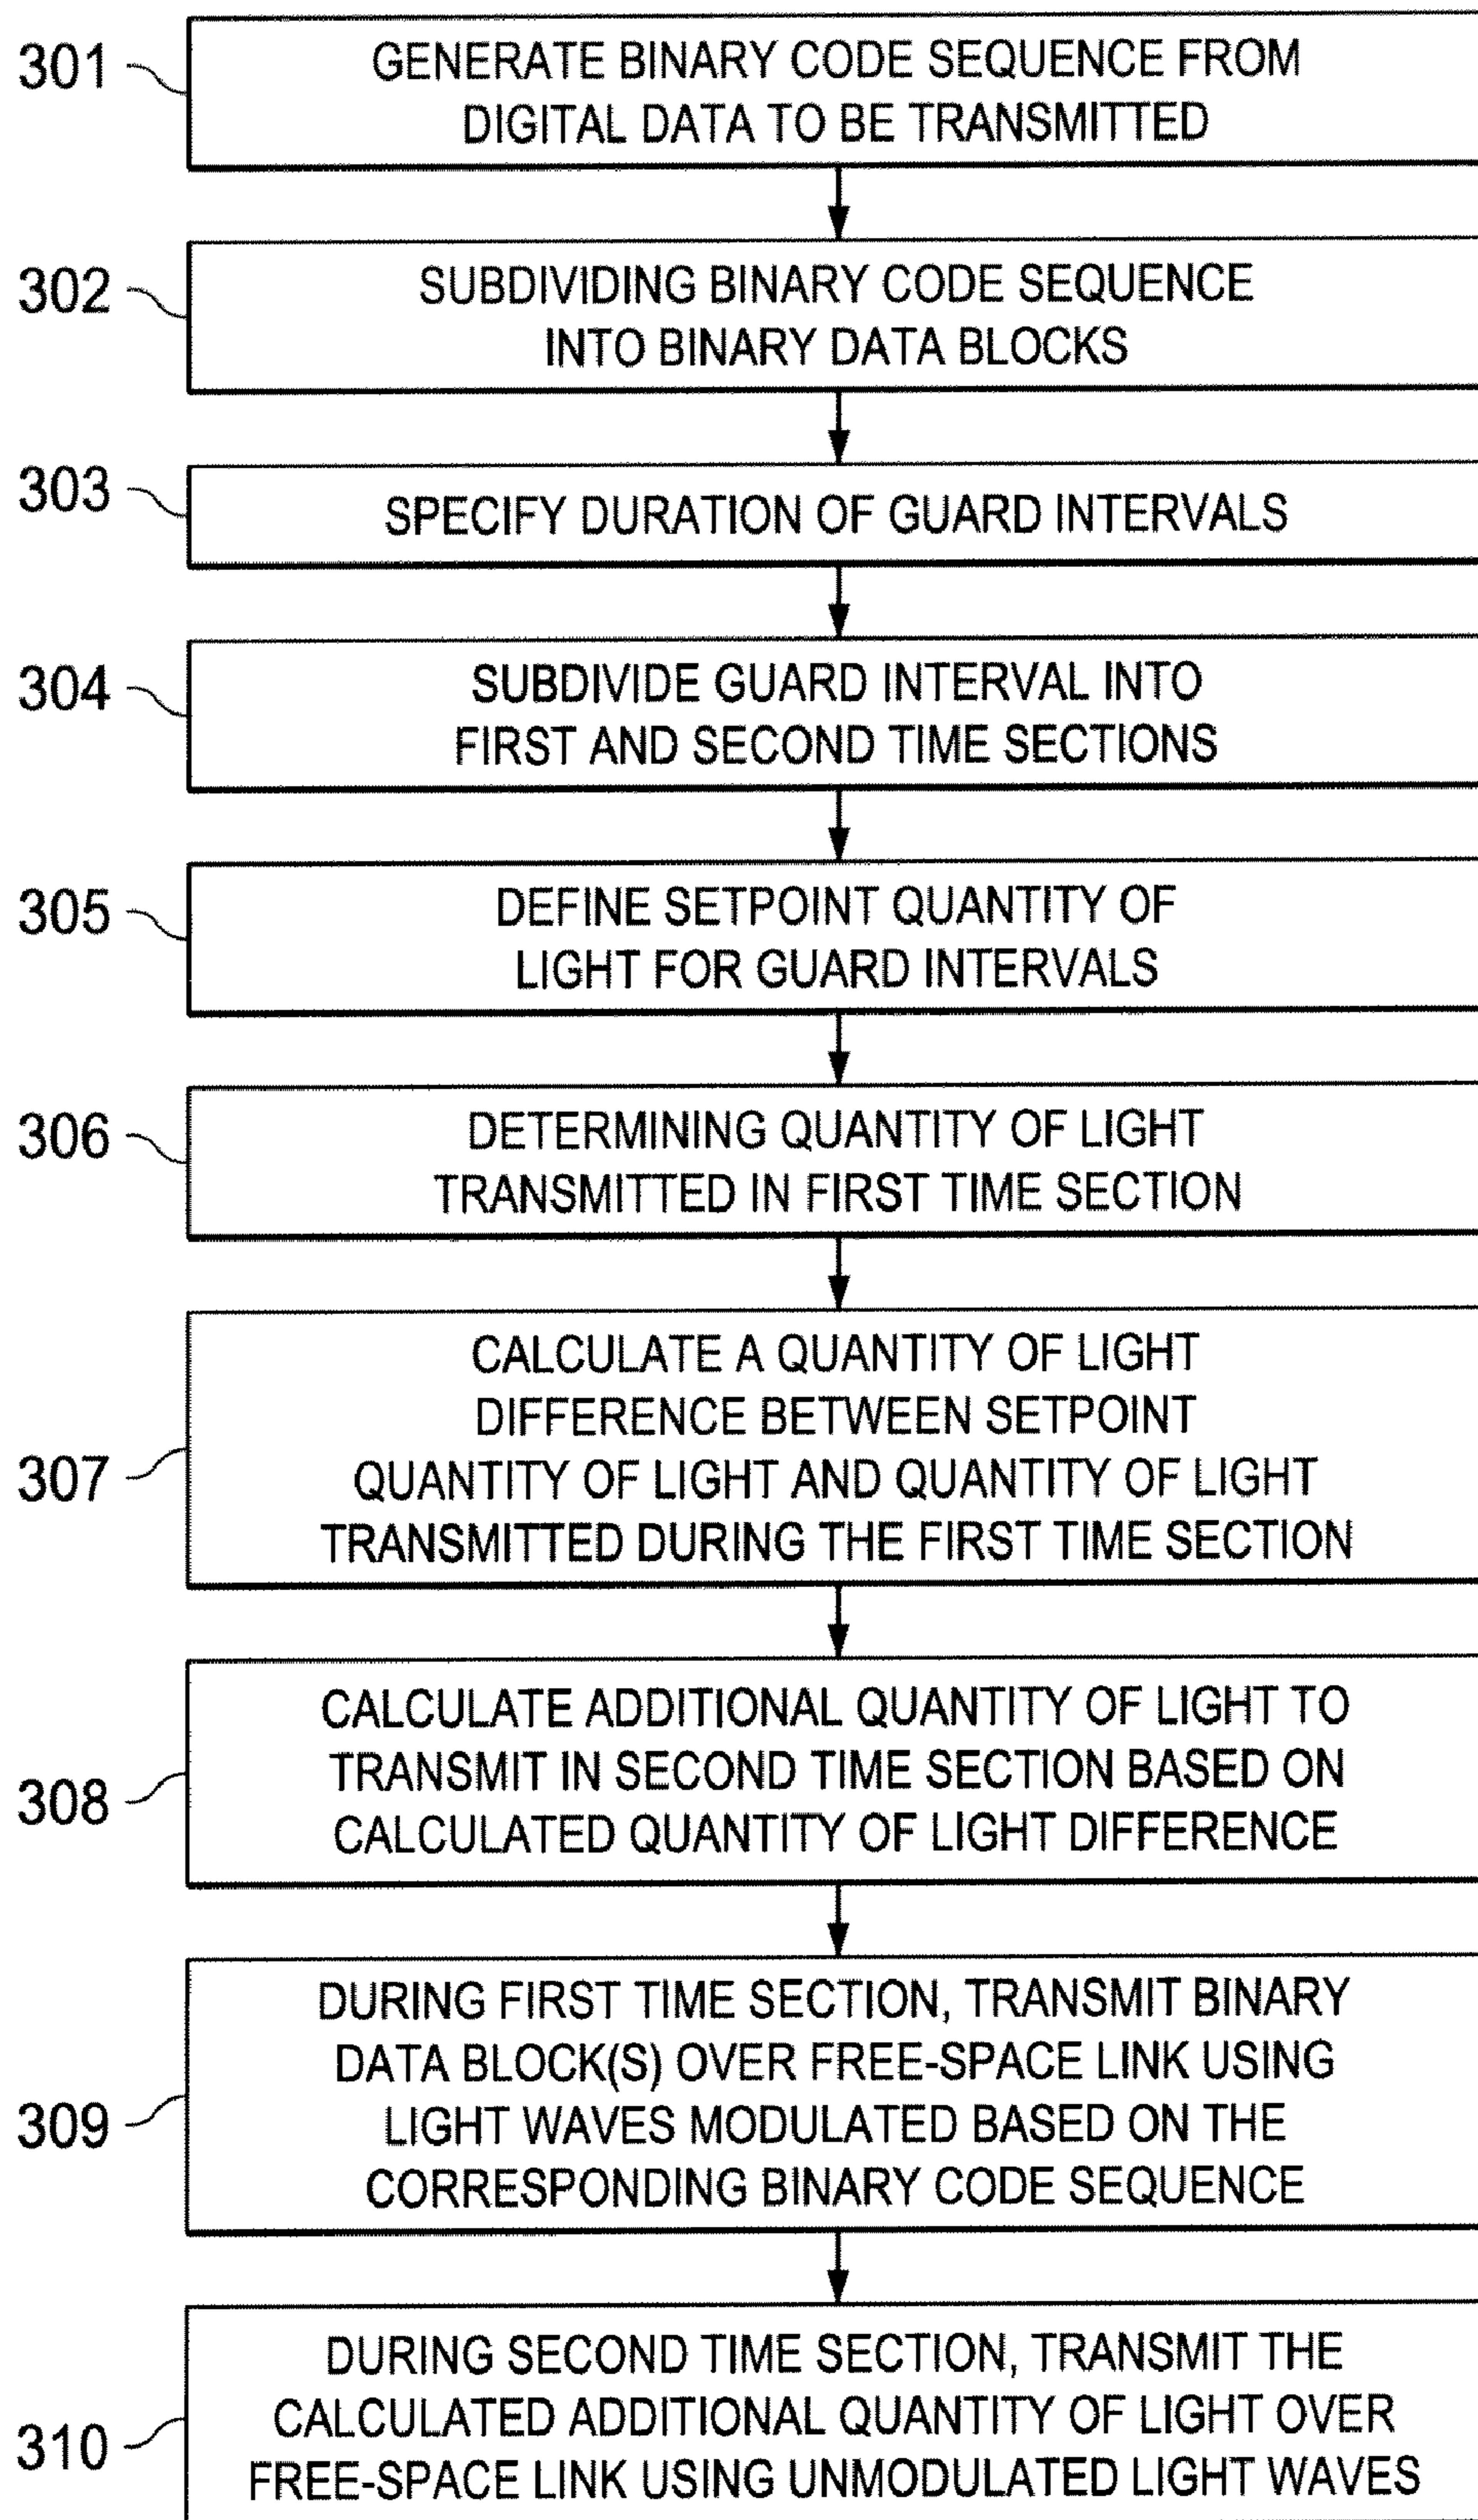 301
GENERATE BINARY CODE SEQUENCE FROM
DIGITAL DATA TO BE TRANSMITTED
302
SUBDIVIDING BINARY CODE SEQUENCE
INTO BINARY DATA BLOCKS
303
SPECIFY DURATION OF GUARD INTERVALS
304
SUBDIVIDE GUARD INTERVAL INTO
FIRST AND SECOND TIME SECTIONS
305
DEFINE SETPOINT QUANTITY OF
LIGHT FOR GUARD INTERVALS
306
DETERMINING QUANTITY OF LIGHT
TRANSMITTED IN FIRST TIME SECTION
307
CALCULATE A QUANTITY OF LIGHT
DIFFERENCE BETWEEN SETPOINT
QUANTITY OF LIGHT AND QUANTITY OF LIGHT
TRANSMITTED DURING THE FIRST TIME SECTION
308
CALCULATE ADDITIONAL QUANTITY OF LIGHT TO
TRANSMIT IN SECOND TIME SECTION BASED ON
CALCULATED QUANTITY OF LIGHT DIFFERENCE
309
DURING FIRST TIME SECTION, TRANSMIT BINARY
DATA BLOCK(S) OVER FREE-SPACE LINK USING
LIGHT WAVES MODULATED BASED ON THE
CORRESPONDING BINARY CODE SEQUENCE
310
DURING SECOND TIME SECTION, TRANSMIT THE
CALCULATED ADDITIONAL QUANTITY OF LIGHT OVER
FREE-SPACE LINK USING UNMODULATED LIGHT WAVES